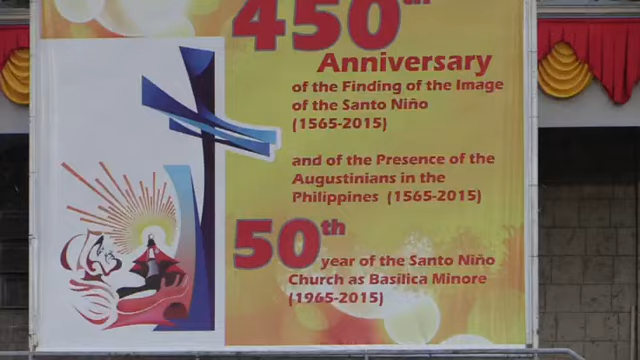 450th
Anniversary
of the Finding of the Image
of the Santo Niño
(1565-2015)
and of the Presence of the
Augustinians in the
Philippines (1565-2015)
50th
year of the Santo Niño
Church as Basilica Minore
(1965-2015)